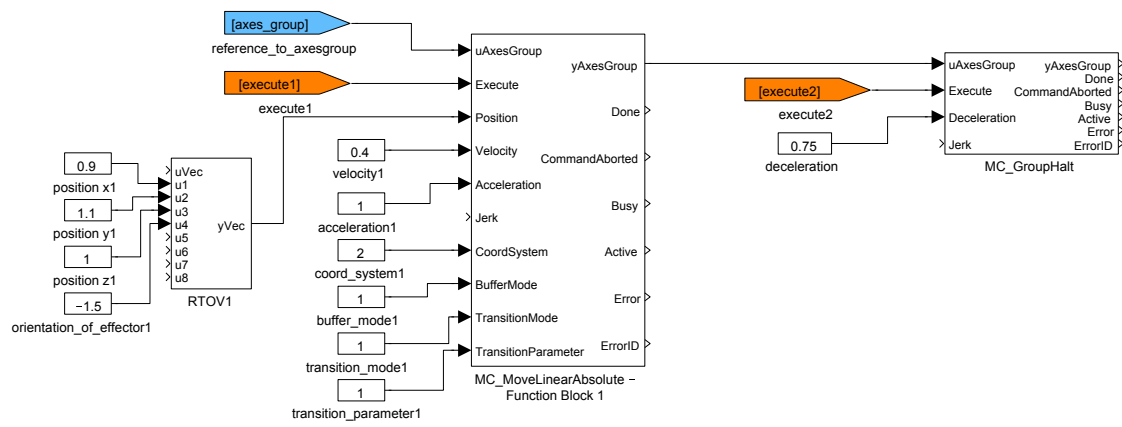 [axes_group]
reference_to_axesgroup
[execute1]
execute1
0.9
position x1
1.1
position y1
1
position z1
−1.5
orientation_of_effector1
uVec
u1
u2
u3
u4
u5
u6
u7
u8
yVec
RTOV1
0.4
velocity1
1
acceleration1
2
coord_system1
1
buffer_mode1
1
transition_mode1
1
transition_parameter1
uAxesGroup
Execute
Position
Velocity
Acceleration
Jerk
CoordSystem
BufferMode
TransitionMode
TransitionParameter
yAxesGroup
Done
CommandAborted
Busy
Active
Error
ErrorID
MC_MoveLinearAbsolute −
Function Block 1
[execute2]
execute2
0.75
deceleration
uAxesGroup
Execute
Deceleration
Jerk
yAxesGroup
Done
CommandAborted
Busy
Active
Error
ErrorID
MC_GroupHalt